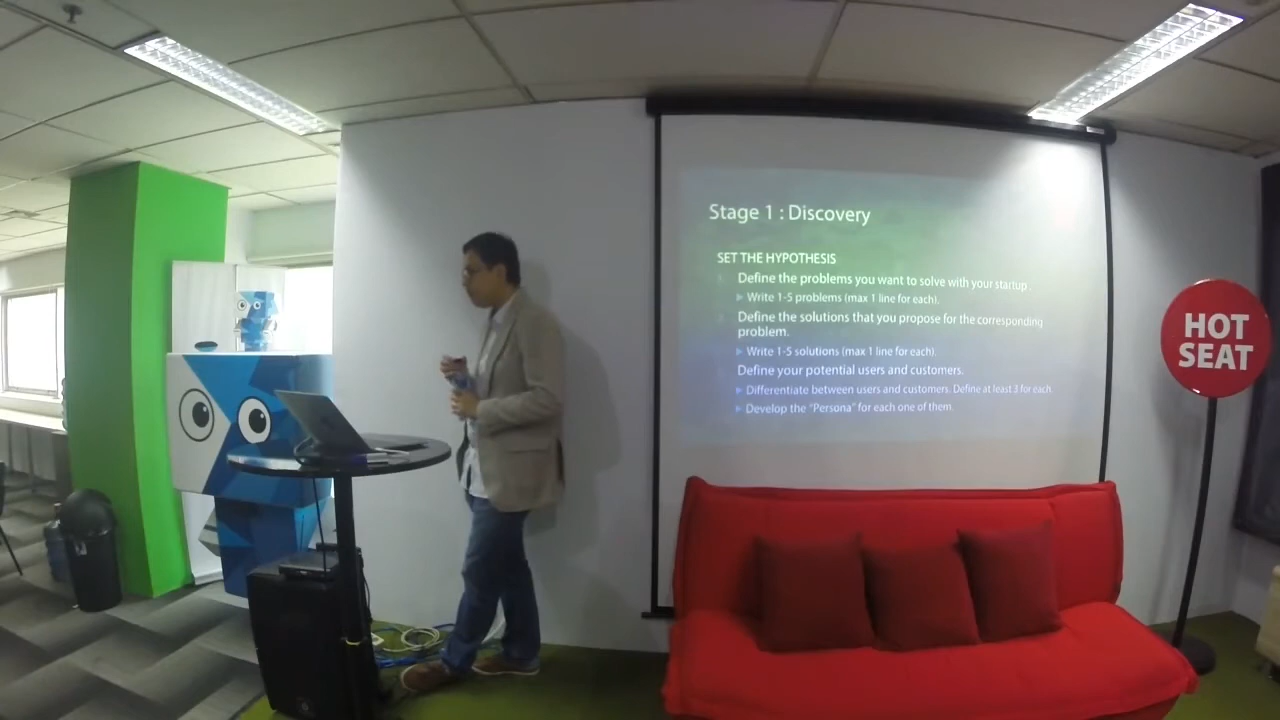 Stage 1 : Discovery
SET THE HYPOTHESIS
1. Define the problems you want to solve with your startup.
Write 1-5 problems (max 1 line for each).
2. Define the solutions that you propose for the corresponding
problem.
Write 1-5 solutions (max 1 line for each).
Define your potential users and customers.
Differentiate between users and customers. Define at least 3 for each.
Develop the "Persona" for each one of them.
HOT
SEAT